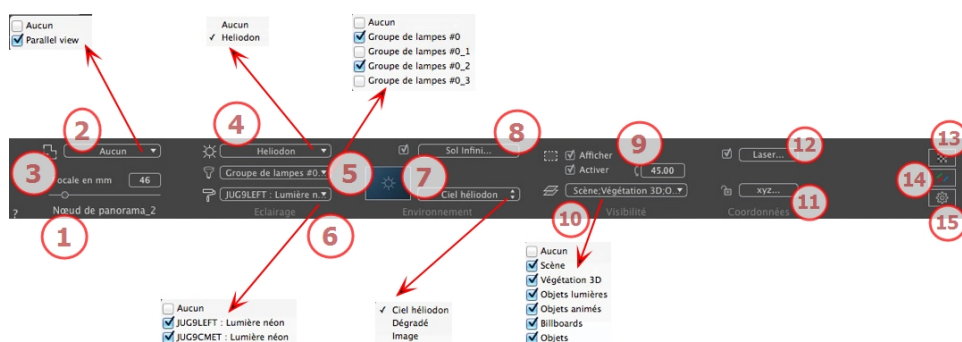 Aucun
Parallel view
Aucun
✓ Heliodon
Aucun
Groupe de lampes #0
Groupe de lampes #0_1
Groupe de lampes #0_2
Groupe de lampes #0_3
2
4
8
9
13
Aucun
Heliodon
Sol Infini...
Afficher
Laser...
12
3
ocale en mm
46
Groupe de lampes #0.
5
7
Activer
45.00
14
JUG9LEFT : Lumière n.
Ciel héliodon
Scène;Végétation 3D;O.
xyz...
11
?
Nœud de panorama_2
1
Eclairage
6
Environnement
10
Visibilité
Coordonnées
15
Aucun
JUG9LEFT : Lumière néon
JUG9CMET : Lumière néon
✓ Ciel héliodon
Dégradé
Image
Aucun
Scène
Végétation 3D
Objets lumières
Objets animés
Billboards
Objets